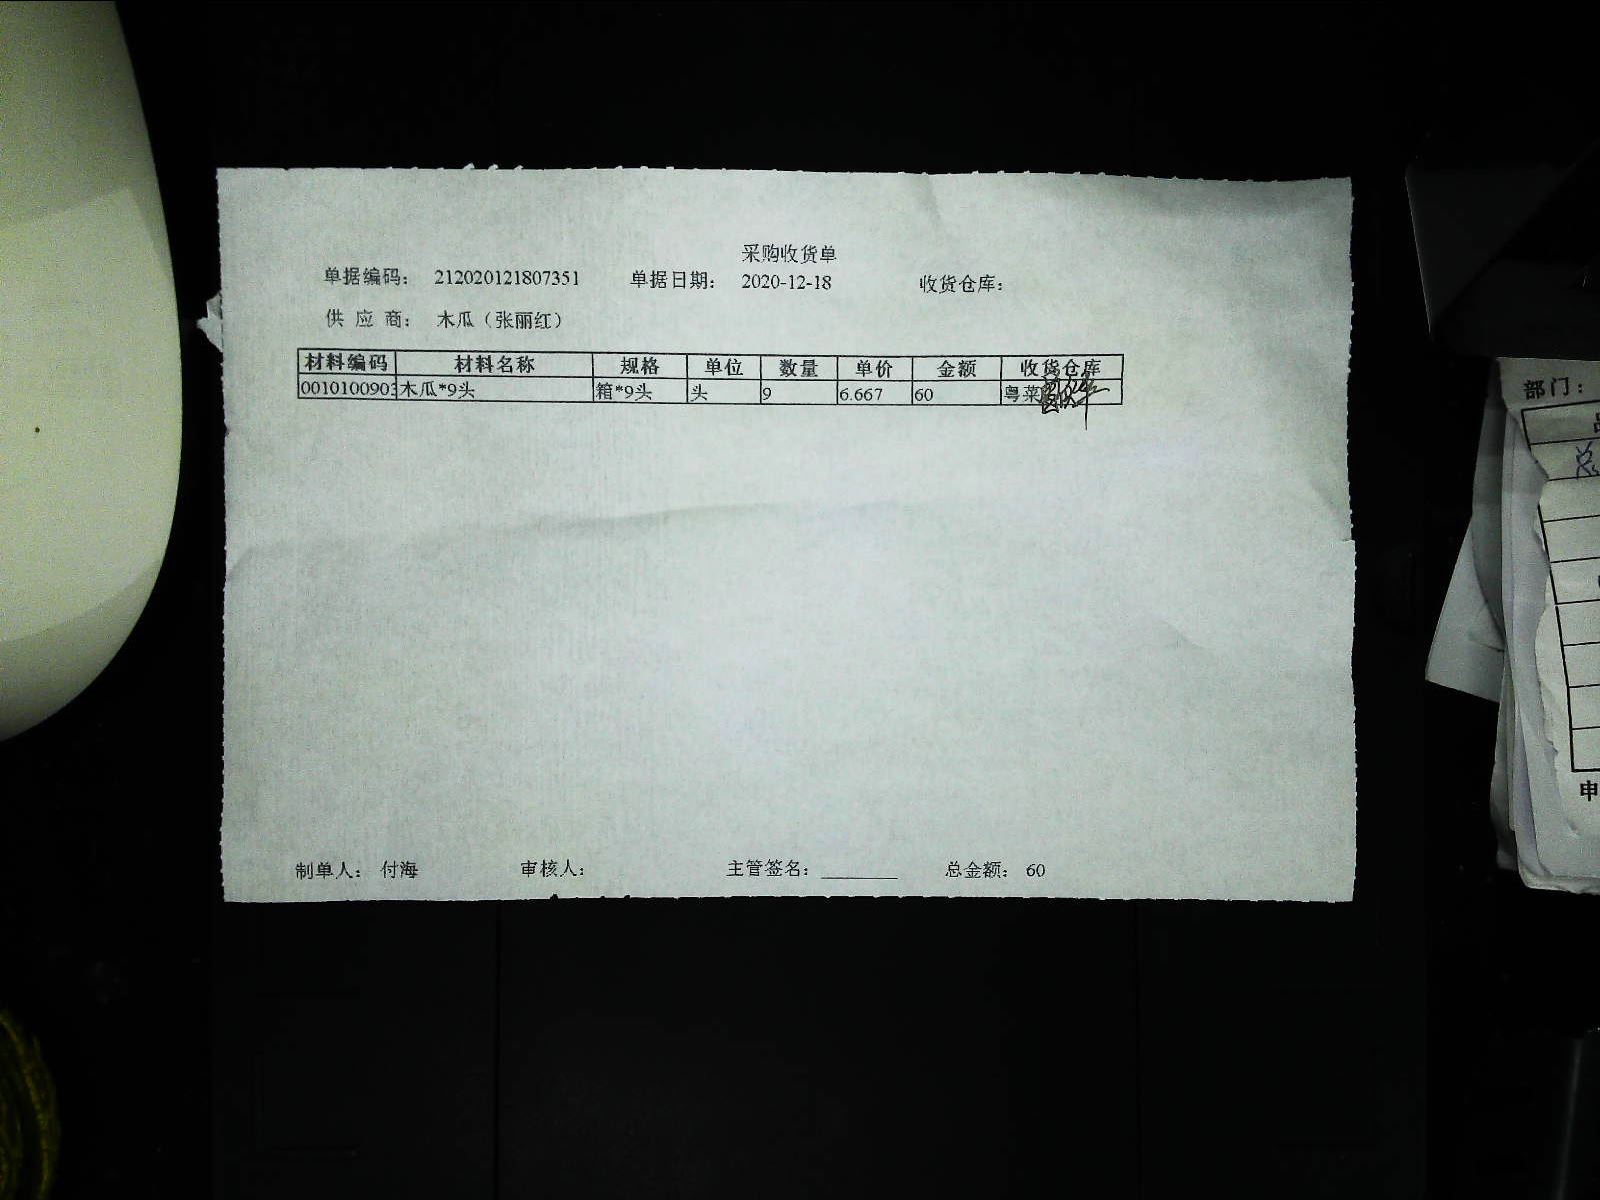 采购收货单
单据编码： 212020121807351 单据日期： 2020-12-18 收货仓库：
供 应 商： 木瓜（张丽红）
材料编码 材料名称 规格 单位 数量 单价 金额 收货仓库
0010100903 木瓜*9头 箱*9头 头 9 6.667 60 粤菜
制单人： 付海 审核人： 主管签名： ________ 总金额： 60
部门：
申